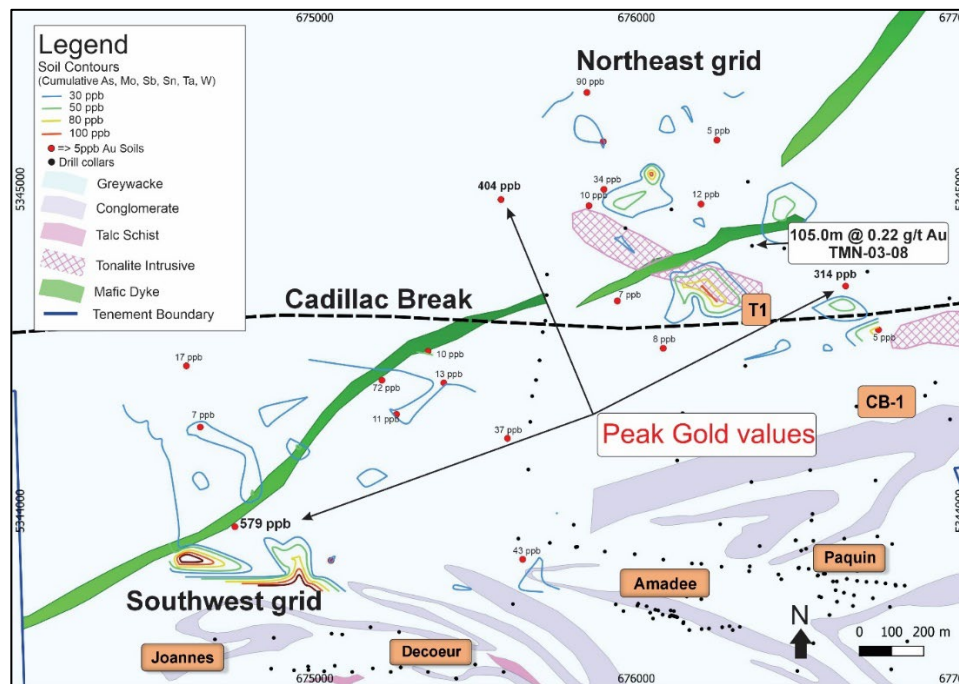 675000
676000
6770
Legend
Soil Contours
(Cumulative As, Mo, Sb, Sn, Ta, W)
30 ppb
50 ppb
80 ppb
100 ppb
=> 5ppb Au Soils
Drill collars
Greywacke
Conglomerate
Talc Schist
Tonalite Intrusive
Mafic Dyke
Tenement Boundary
Northeast grid
90 ppb
5 ppb
5345000
5345000
34 ppb
404 ppb
10 ppb
12 ppb
105.0m @ 0.22 g/t Au
TMN-03-08
314 ppb
Cadillac Break
7 ppb
T1
5 ppb
8 ppb
10 ppb
17 ppb
72 ppb
13 ppb
CB-1
11 ppb
7 ppb
37 ppb
Peak Gold values
5344000
5344000
579 ppb
43 ppb
Paquin
Amadee
Southwest grid
N
0 100 200 m
Joannes
Decoeur
675000
676000
6770